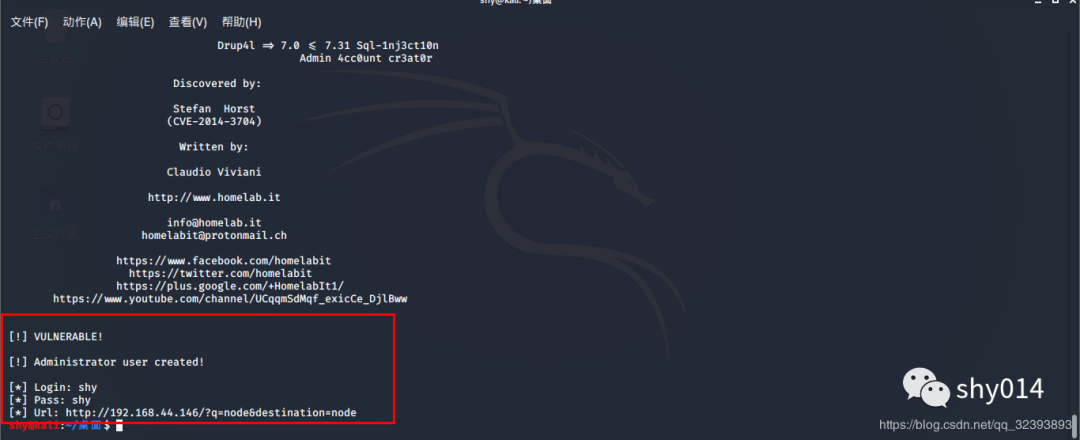 shy@kali: ~/桌面
文件(F) 动作(A) 编辑(E) 查看(V) 帮助(H)
Drup4l => 7.0 <= 7.31 Sql-1nj3ct10n
Admin 4cc0unt cr3at0r
Discovered by:
Stefan Horst
(CVE-2014-3704)
Written by:
Claudio Viviani
http://www.homelab.it
info@homelab.it
homelabit@protonmail.ch
https://www.facebook.com/homelabit
https://twitter.com/homelabit
https://plus.google.com/+HomelabIt1/
https://www.youtube.com/channel/UCqqmSdMqf_exicCe_DjlBww
[!] VULNERABLE!
[!] Administrator user created!
[*] Login: shy
[*] Pass: shy
[*] Url: http://192.168.44.146/?q=node&destination=node
shy@kali:~/桌面$
shy014
https://blog.csdn.net/qq_32393893